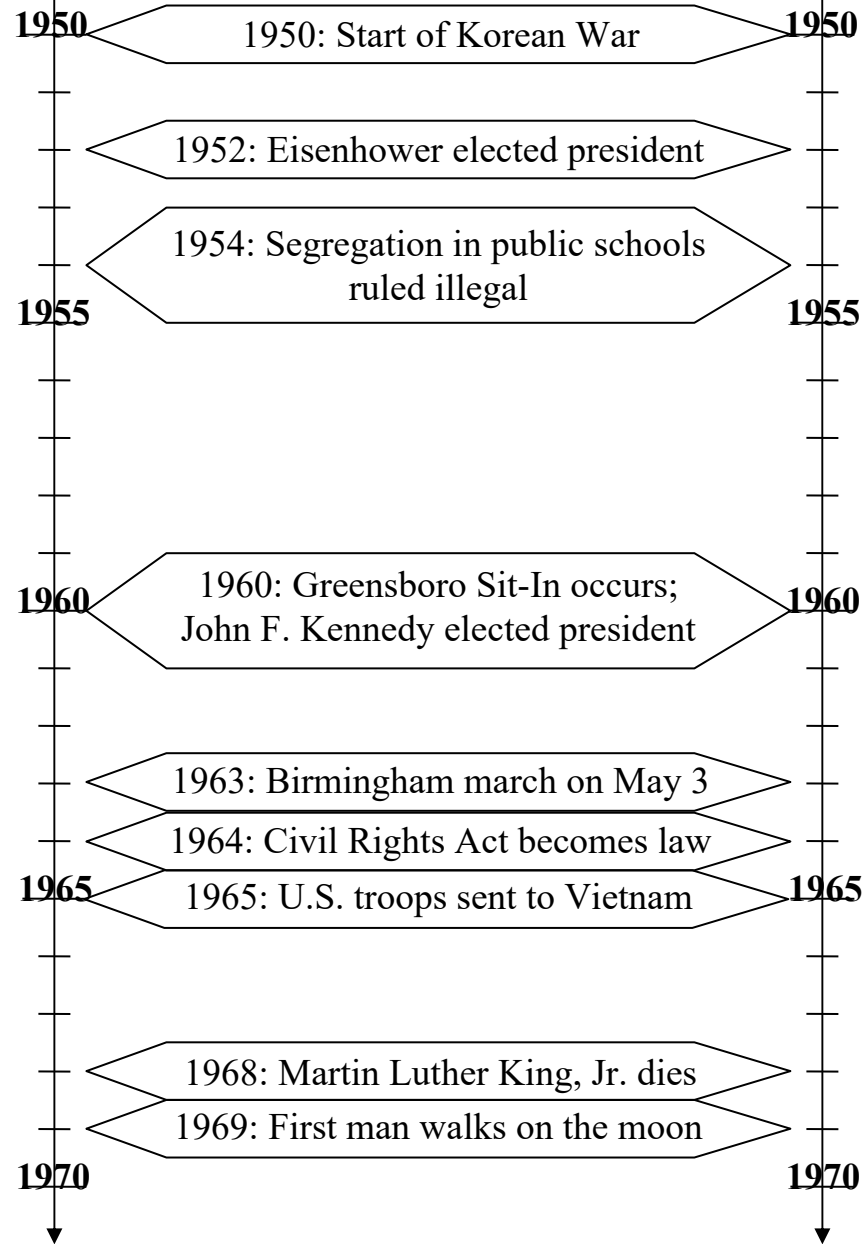 1950
1950: Start of Korean War
1950
1952: Eisenhower elected president
1954: Segregation in public schools
ruled illegal
1955
1955
1960: Greensboro Sit-In occurs;
1960
1960
John F. Kennedy elected president
1963: Birmingham march on May 3
1964: Civil Rights Act becomes law
1965
1965: U.S. troops sent to Vietnam
1965
1968: Martin Luther King, Jr. dies
1969: First man walks on the moon
1970
1970